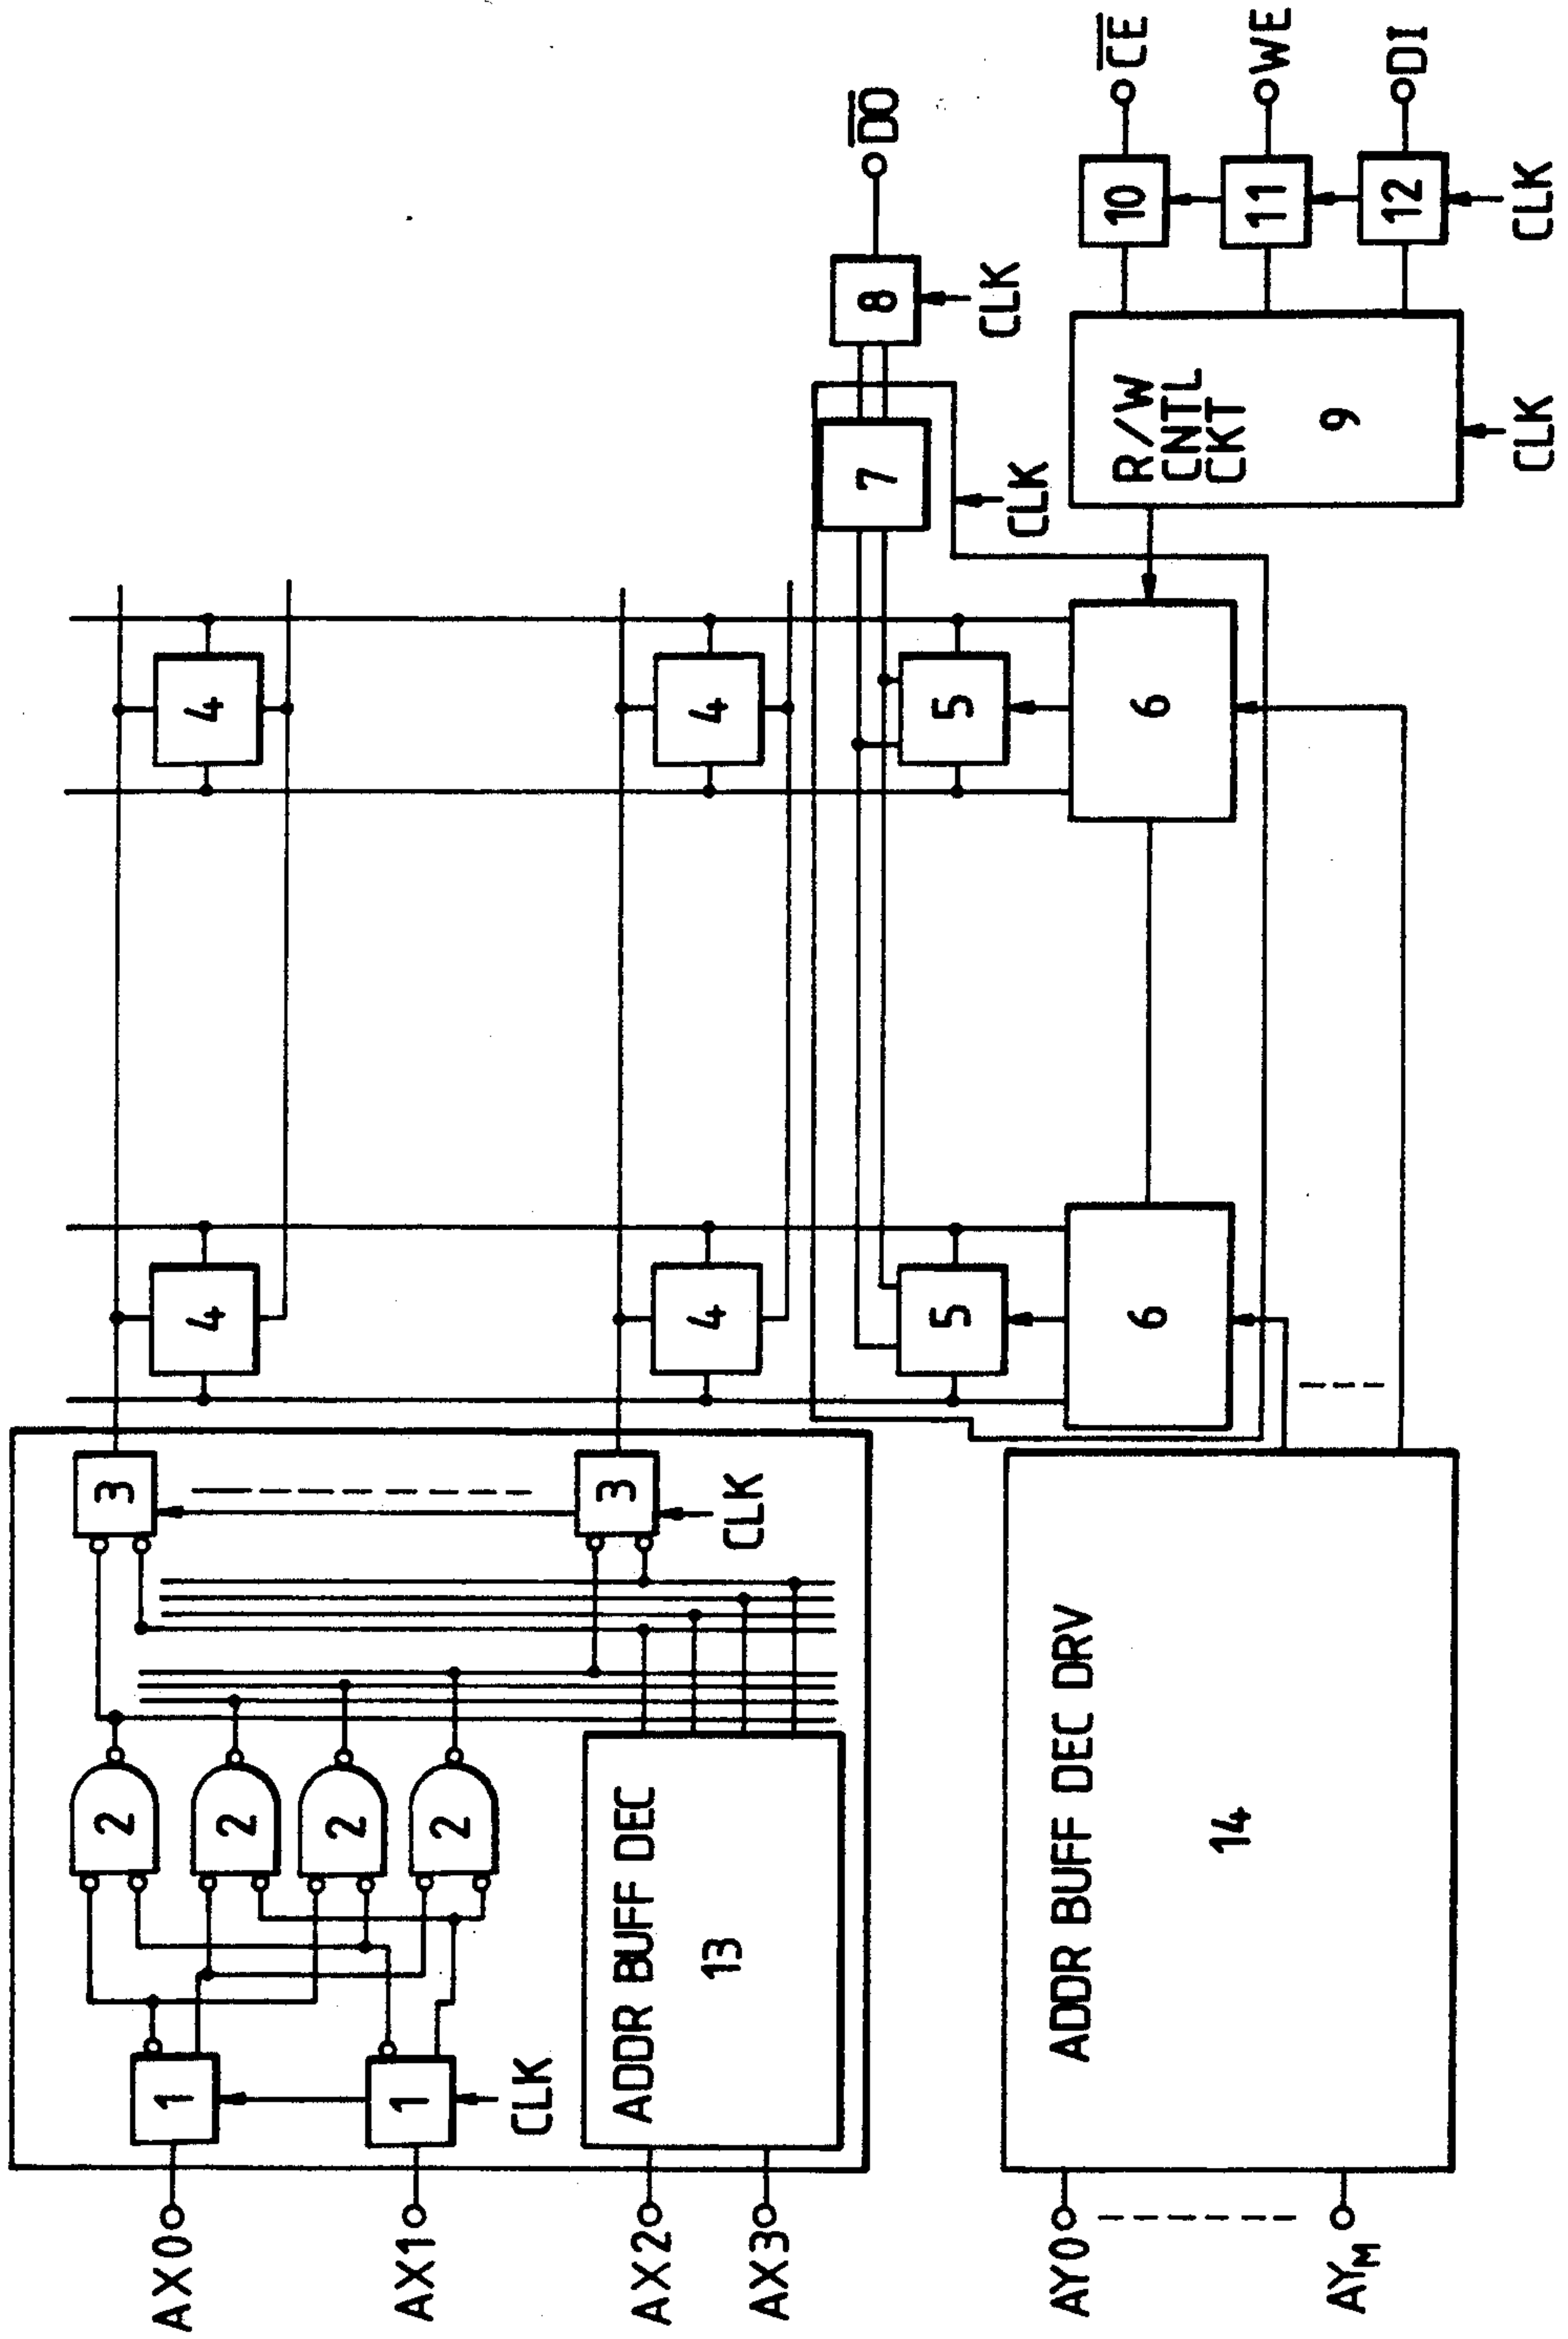 AX0
AX1
AX2
AX3
1
1
CLK
2
2
2
2
3
3
CLK
ADDR BUFF DEC
13
4
4
4
4
5
5
6
6
7
CLK
8
CLK
D̅O̅
AY0
AYM
ADDR BUFF DEC DRV
14
R/W
CNTL
CKT
9
CLK
10
11
12
CLK
C̅E̅
WE
DI